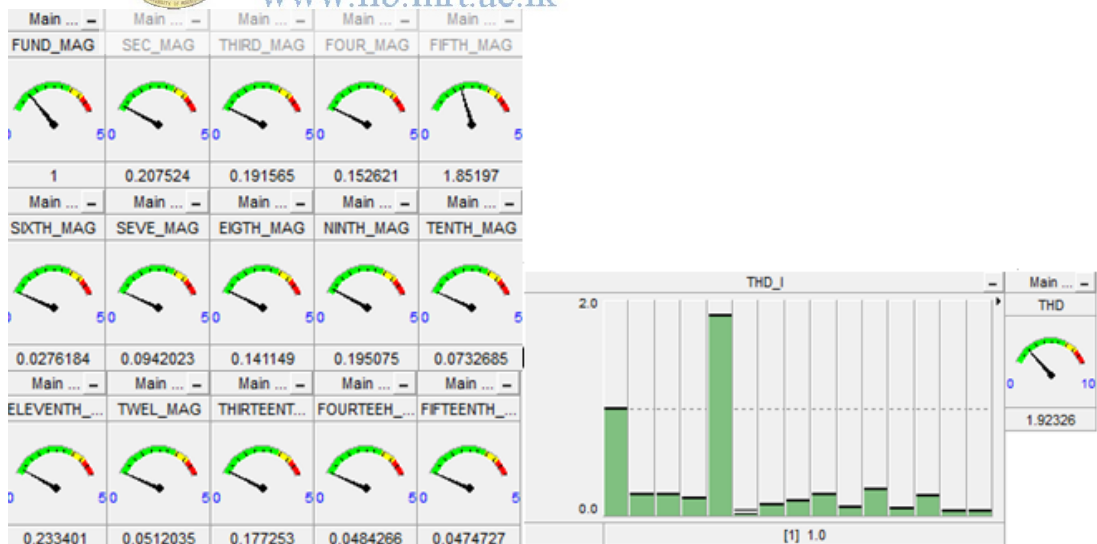 www.lib.mrt.ac.lk
Main ... – Main ... – Main ... – Main ... – Main ... –
FUND_MAG SEC_MAG THIRD_MAG FOUR_MAG FIFTH_MAG
0 5 0 5 0 5 0 5 0 5
1 0.207524 0.191565 0.152621 1.85197
Main ... – Main ... – Main ... – Main ... – Main ... –
SIXTH_MAG SEVE_MAG EIGTH_MAG NINTH_MAG TENTH_MAG
0 5 0 5 0 5 0 5 0 5
0.0276184 0.0942023 0.141149 0.195075 0.0732685
Main ... – Main ... – Main ... – Main ... – Main ... –
ELEVENTH_... TWEL_MAG THIRTEENT... FOURTEEH_... FIFTEENTH_...
0 5 0 5 0 5 0 5 0 5
0.233401 0.0512035 0.177253 0.0484266 0.0474727
THD_I –
2.0
0.0
[1] 1.0
Main ... –
THD
0 10
1.92326